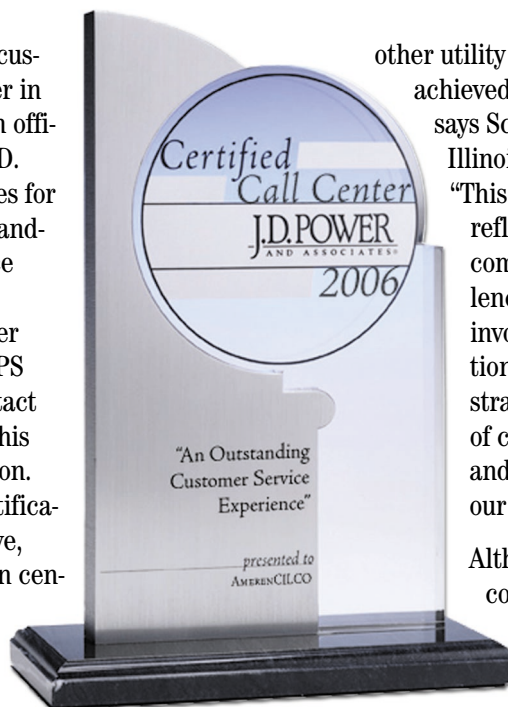 cus-
er in
n offi-
D.
es for
and-
e
er
PS
tact
his
on.
tifica-
ve,
n cen-
Certified
Call Center
J.D. POWER
AND ASSOCIATES®
2006
"An Outstanding
Customer Service
Experience"
presented to
AMERENCILCO
other utility
achieved
says Sc
Illinoi
"This
refl
com
lenc
invo
tion
stra
of c
and
our
Alth
co